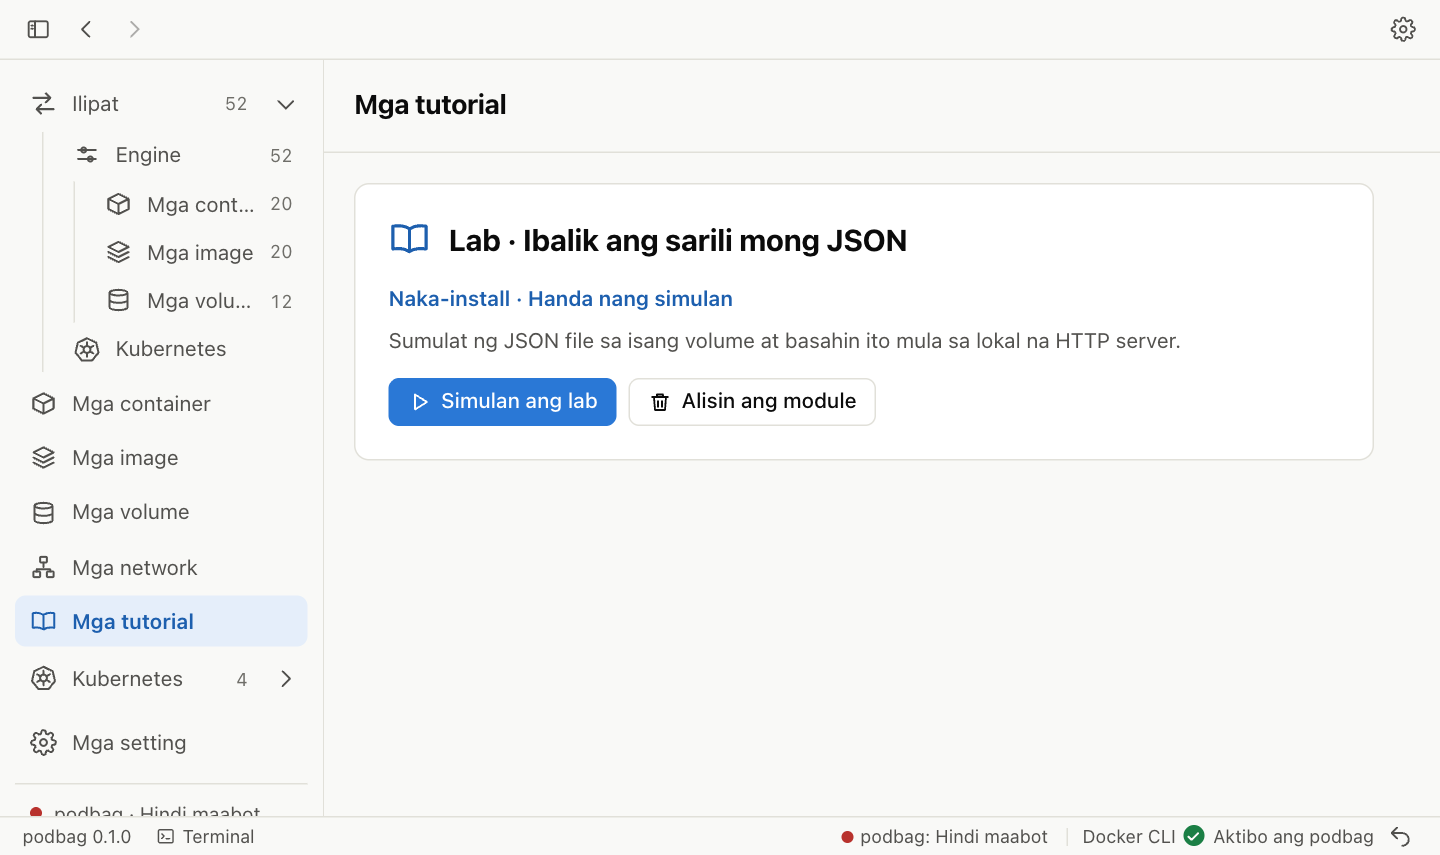 Ilipat 52
Engine 52
Mga cont... 20
Mga image 20
Mga volu... 12
Kubernetes
Mga container
Mga image
Mga volume
Mga network
Mga tutorial
Kubernetes 4
Mga setting
podbag · Hindi maabot
Mga tutorial
Lab · Ibalik ang sarili mong JSON
Naka-install · Handa nang simulan
Sumulat ng JSON file sa isang volume at basahin ito mula sa lokal na HTTP server.
Simulan ang lab
Alisin ang module
podbag 0.1.0
Terminal
podbag: Hindi maabot
Docker CLI
Aktibo ang podbag